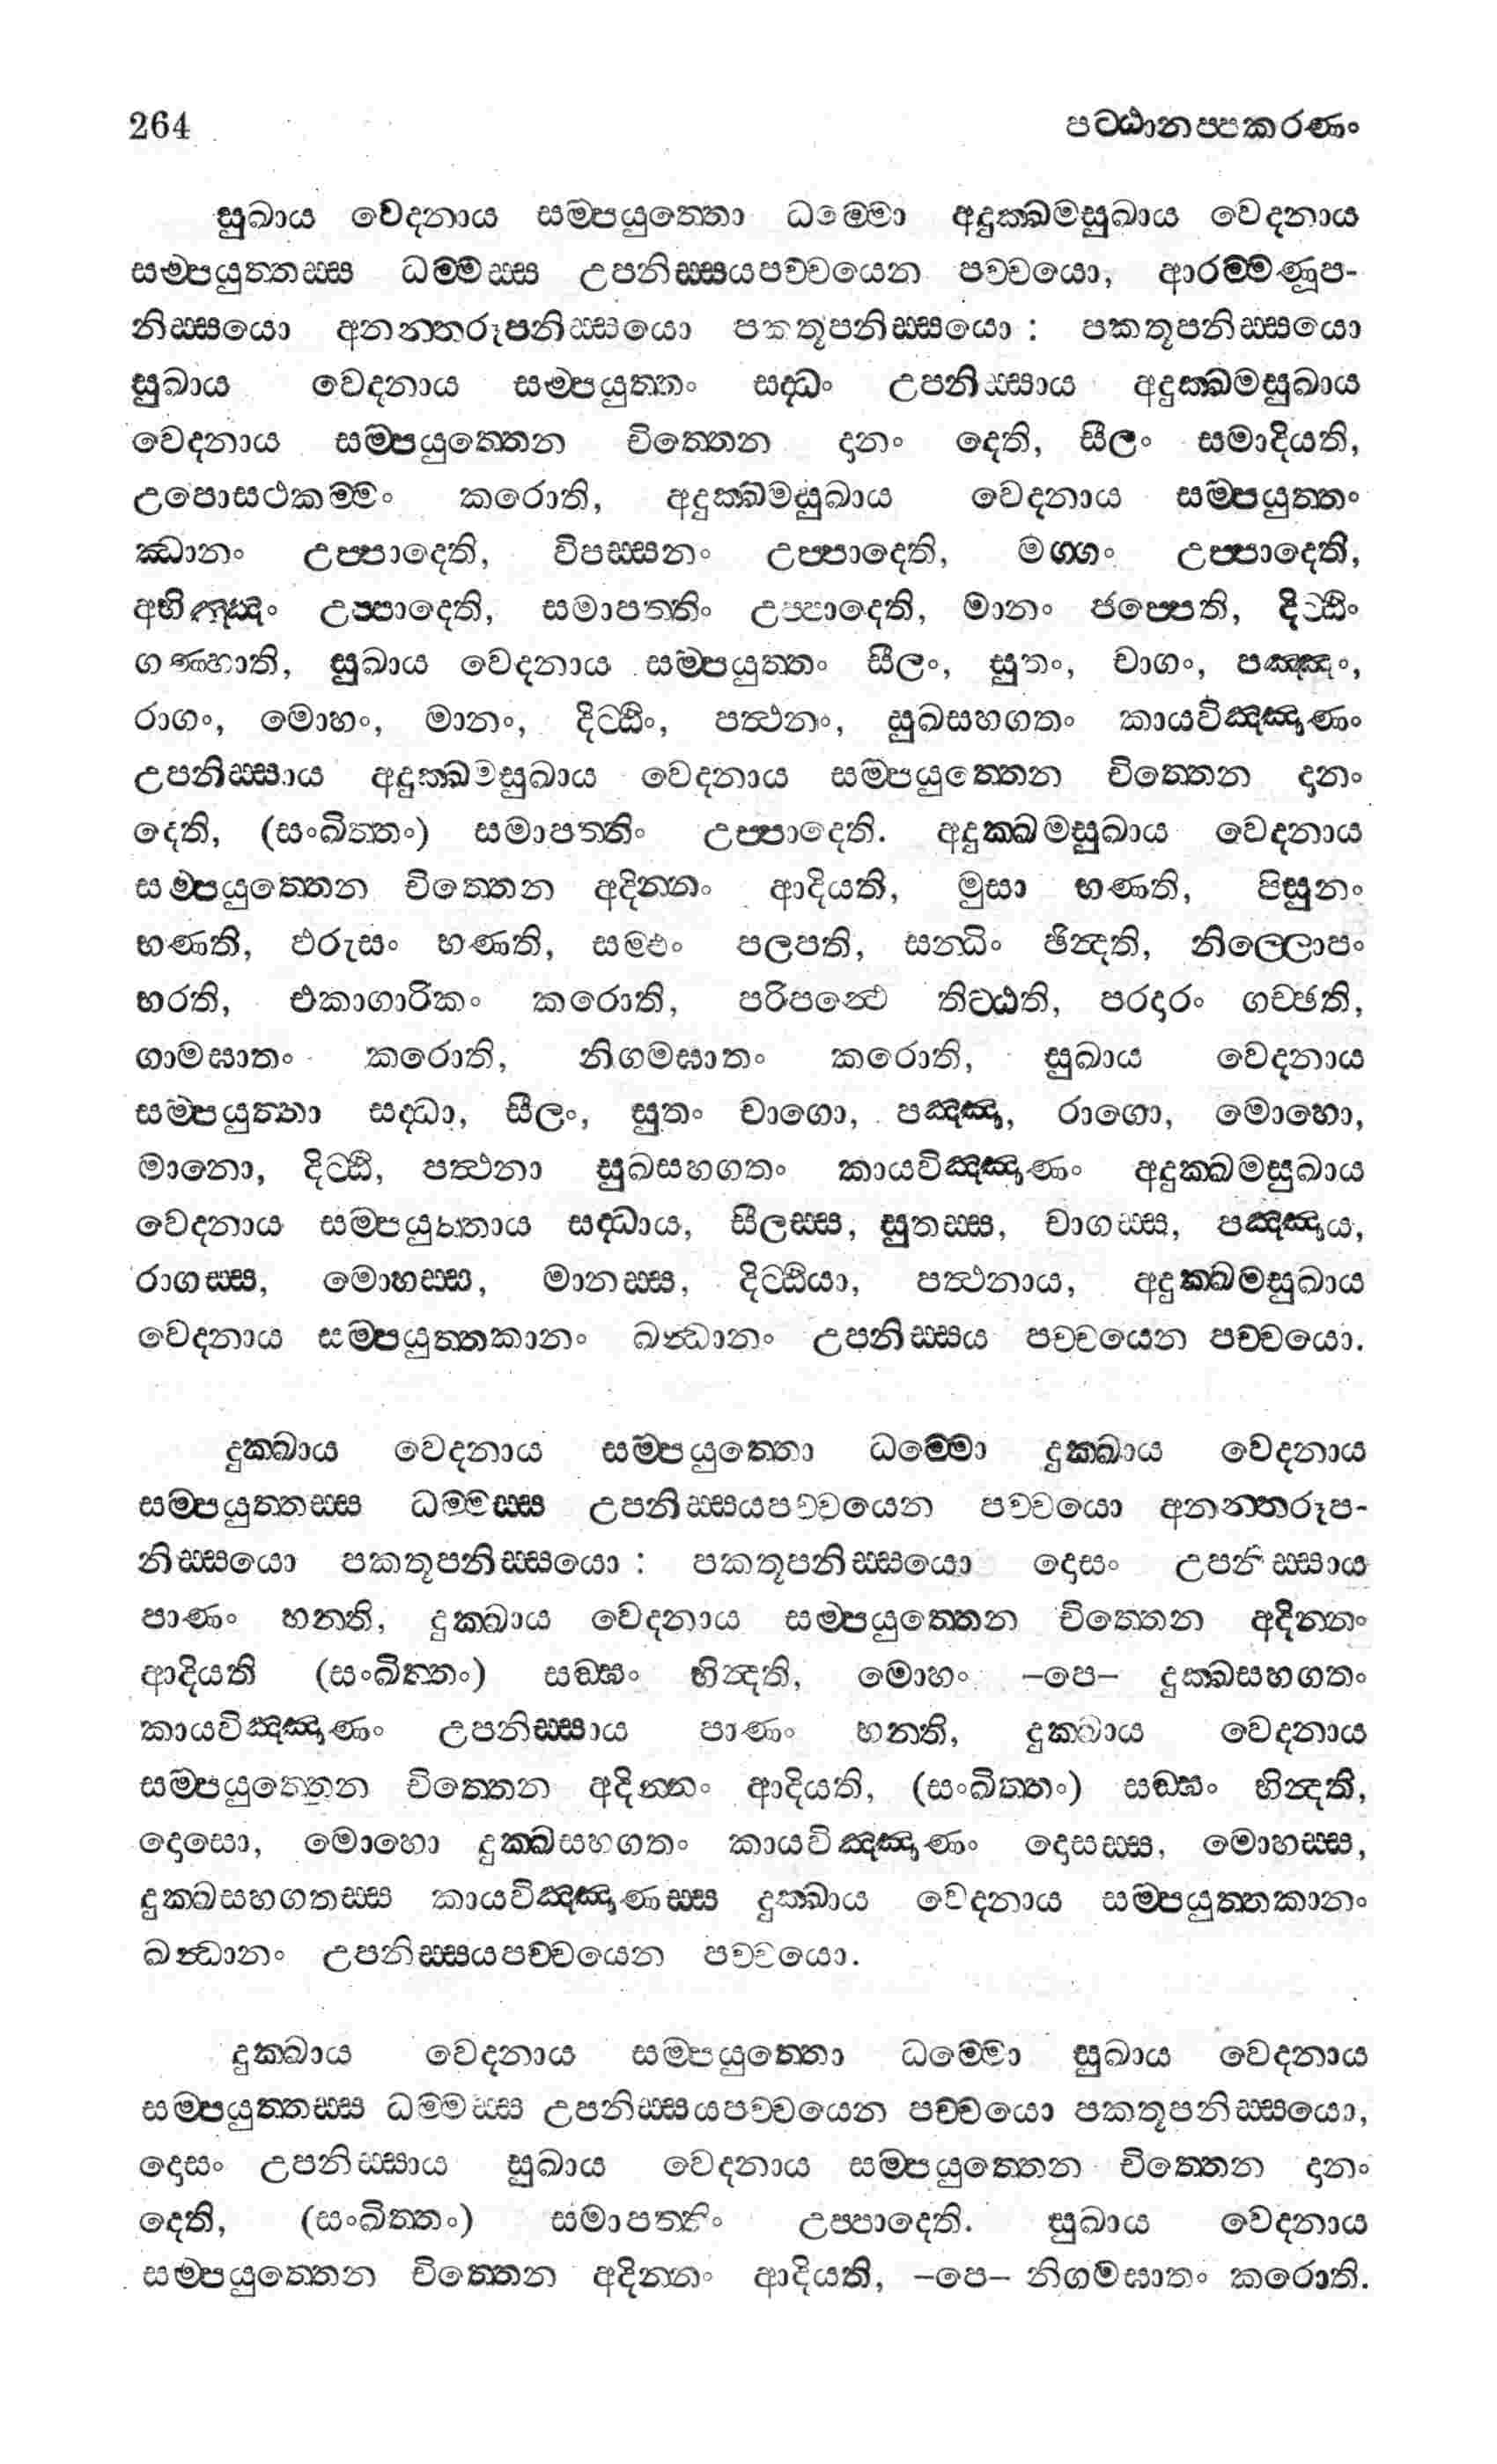 264 පට්ඨානප්පකරණං
සුඛාය වෙදනාය සම්පයුත්තො ධම්මො අදුක්ඛමසුඛාය වෙදනාය
සම්පයුත්තස්ස ධම්මස්ස උපනිස්සයපච්චයෙන පච්චයො, ආරම්මණූප-
නිස්සයො අනන්තරූපනිස්සයො පකතූපනිස්සයො : පකතූපනිස්සයො
සුඛාය වෙදනාය සම්පයුත්තං සද්ධං උපනිස්සාය අදුක්ඛමසුඛාය
වෙදනාය සම්පයුත්තෙන චිත්තෙන දානං දෙති, සීලං සමාදියති,
උපොසථකම්මං කරොති, අදුක්ඛමසුඛාය වෙදනාය සම්පයුත්තං
ඣානං උප්පාදෙති, විපස්සනං උප්පාදෙති, මග්ගං උප්පාදෙති,
අභිඤ්ඤං උප්පාදෙති, සමාපත්තිං උප්පාදෙති, මානං ජප්පෙති, දිට්ඨිං
ගණ්හාති, සුඛාය වෙදනාය සම්පයුත්තං සීලං, සුතං, චාගං, පඤ්ඤං,
රාගං, මොහං, මානං, දිට්ඨිං, පත්ථනං, සුඛසහගතං කායවිඤ්ඤාණං
උපනිස්සාය අදුක්ඛමසුඛාය වෙදනාය සම්පයුත්තෙන චිත්තෙන දානං
දෙති, (සංඛිත්තං) සමාපත්තිං උප්පාදෙති. අදුක්ඛමසුඛාය වෙදනාය
සම්පයුත්තෙන චිත්තෙන අදින්නං ආදියති, මුසා භණති, පිසුනං
භණති, ඵරුසං භණති, සම්ඵං පලපති, සන්ධිං ඡින්දති, නිල්ලොපං
හරති, එකාගාරිකං කරොති, පරිපන්ථෙ තිට්ඨති, පරදාරං ගච්ඡති,
ගාමඝාතං කරොති, නිගමඝාතං කරොති, සුඛාය වෙදනාය
සම්පයුත්තා සද්ධා, සීලං, සුතං චාගො, පඤ්ඤා, රාගො, මොහො,
මානො, දිට්ඨි, පත්ථනා සුඛසහගතං කායවිඤ්ඤාණං අදුක්ඛමසුඛාය
වෙදනාය සම්පයුත්තාය සද්ධාය, සීලස්ස, සුතස්ස, චාගස්ස, පඤ්ඤාය,
රාගස්ස, මොහස්ස, මානස්ස, දිට්ඨියා, පත්ථනාය, අදුක්ඛමසුඛාය
වෙදනාය සම්පයුත්තකානං ඛන්ධානං උපනිස්සය පච්චයෙන පච්චයො.
දුක්ඛාය වෙදනාය සම්පයුත්තො ධම්මො දුක්ඛාය වෙදනාය
සම්පයුත්තස්ස ධම්මස්ස උපනිස්සයපච්චයෙන පච්චයො අනන්තරූප-
නිස්සයො පකතූපනිස්සයො : පකතූපනිස්සයො දොසං උපනිස්සාය
පාණං හනති, දුක්ඛාය වෙදනාය සම්පයුත්තෙන චිත්තෙන අදින්නං
ආදියති (සංඛිත්තං) සඞ්ඝං භින්දති, මොහං –පෙ– දුක්ඛසහගතං
කායවිඤ්ඤාණං උපනිස්සාය පාණං හනති, දුක්ඛාය වෙදනාය
සම්පයුත්තෙන චිත්තෙන අදින්නං ආදියති, (සංඛිත්තං) සඞ්ඝං භින්දති,
දොසො, මොහො දුක්ඛසහගතං කායවිඤ්ඤාණං දොසස්ස, මොහස්ස,
දුක්ඛසහගතස්ස කායවිඤ්ඤාණස්ස දුක්ඛාය වෙදනාය සම්පයුත්තකානං
ඛන්ධානං උපනිස්සයපච්චයෙන පච්චයො.
දුක්ඛාය වෙදනාය සම්පයුත්තො ධම්මො සුඛාය වෙදනාය
සම්පයුත්තස්ස ධම්මස්ස උපනිස්සයපච්චයෙන පච්චයො පකතූපනිස්සයො,
දොසං උපනිස්සාය සුඛාය වෙදනාය සම්පයුත්තෙන චිත්තෙන දානං
දෙති, (සංඛිත්තං) සමාපත්තිං උප්පාදෙති. සුඛාය වෙදනාය
සම්පයුත්තෙන චිත්තෙන අදින්නං ආදියති, –පෙ– නිගමඝාතං කරොති.